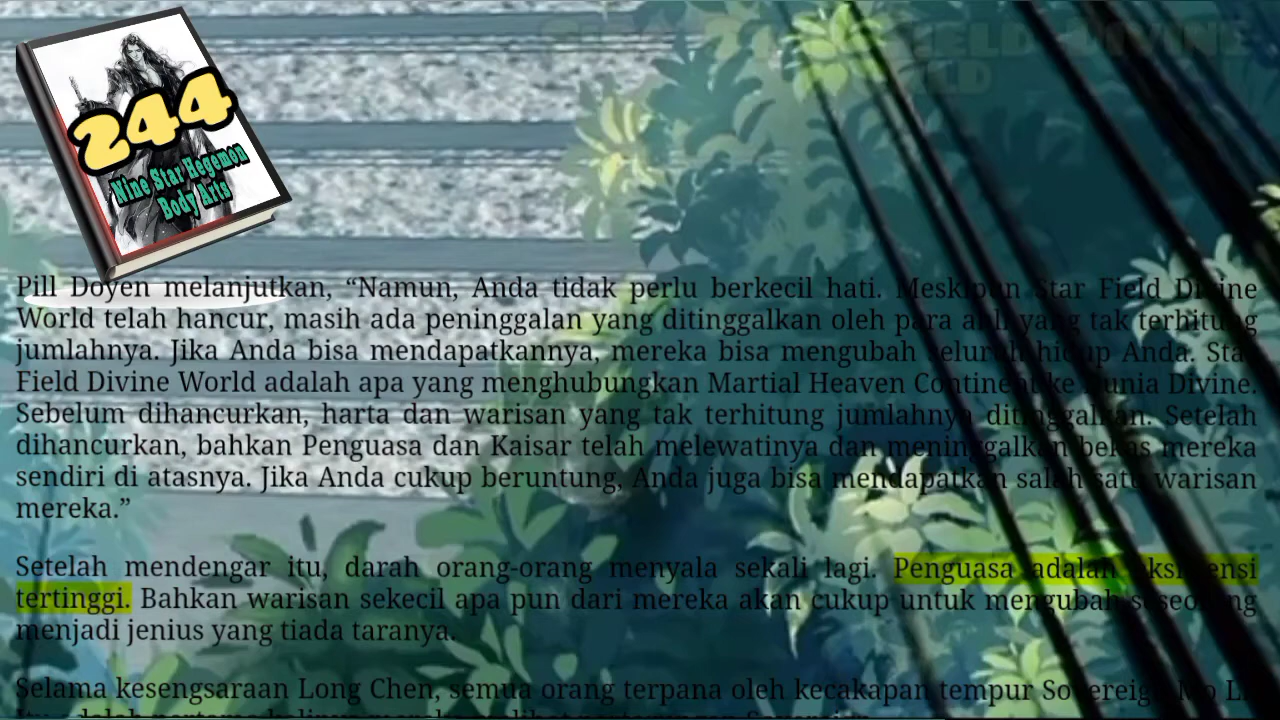 244
Nine Star Hegemon
Body Arts
Pill Doyen melanjutkan, “Namun, Anda tidak perlu berkecil hati. Meskipun Star Field Divine
World telah hancur, masih ada peninggalan yang ditinggalkan oleh para ahli yang tak terhitung
jumlahnya. Jika Anda bisa mendapatkannya, mereka bisa mengubah seluruh hidup Anda. Star
Field Divine World adalah apa yang menghubungkan Martial Heaven Continent ke Dunia Divine.
Sebelum dihancurkan, harta dan warisan yang tak terhitung jumlahnya ditinggalkan. Setelah
dihancurkan, bahkan Penguasa dan Kaisar telah melewatinya dan meninggalkan bekas mereka
sendiri di atasnya. Jika Anda cukup beruntung, Anda juga bisa mendapatkan salah satu warisan
mereka.”
Setelah mendengar itu, darah orang-orang menyala sekali lagi. Penguasa adalah eksistensi
tertinggi. Bahkan warisan sekecil apa pun dari mereka akan cukup untuk mengubah seseorang
menjadi jenius yang tiada taranya.
Selama kesengsaraan Long Chen, semua orang terpana oleh kecakapan tempur Sovereign